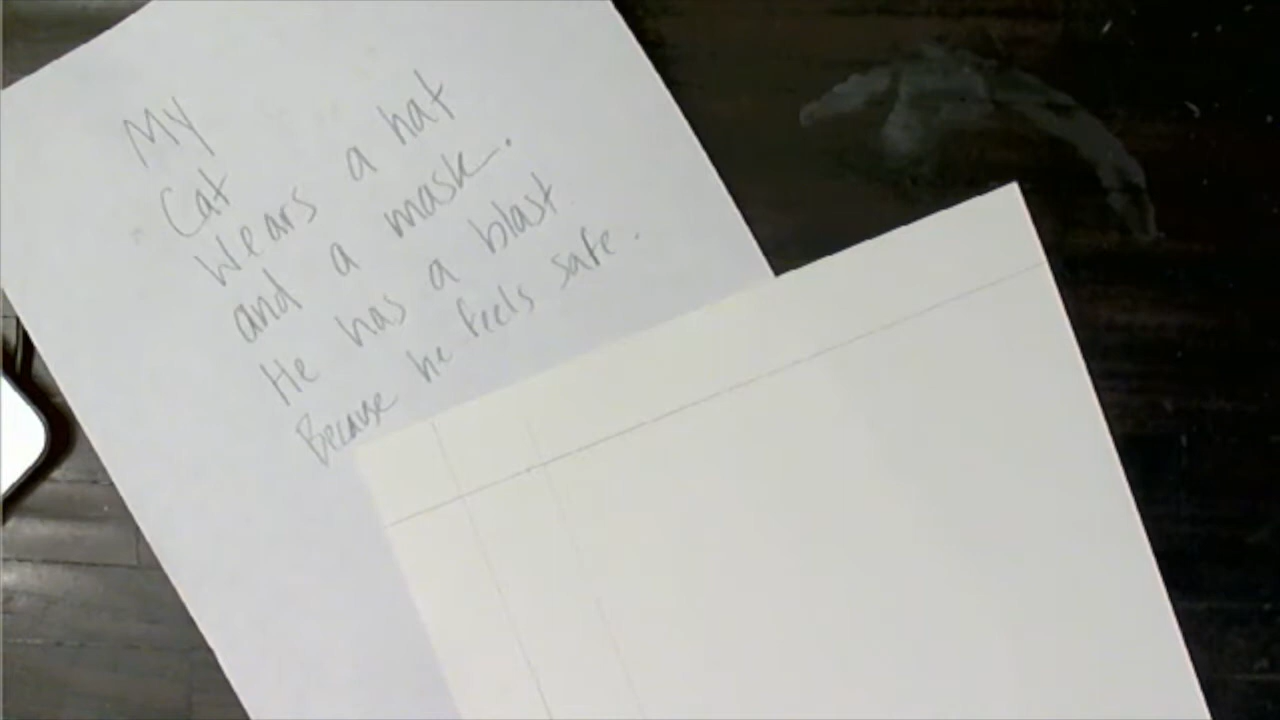 My
Cat
Wears a hat
and a mask.
He has a blast
Because he feels safe.